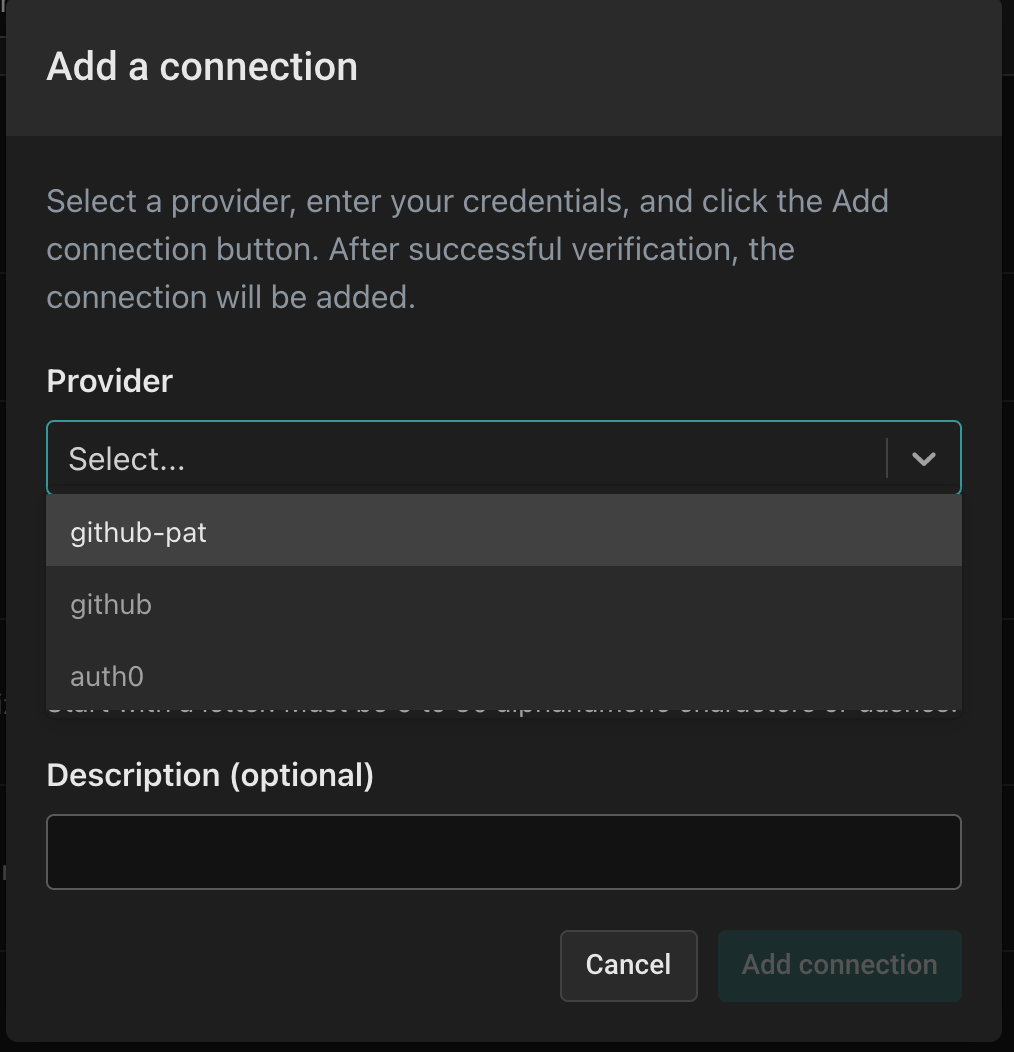 Add a connection
Select a provider, enter your credentials, and click the Add
connection button. After successful verification, the
connection will be added.
Provider
Select...
github-pat
github
auth0
Description (optional)
Cancel
Add connection